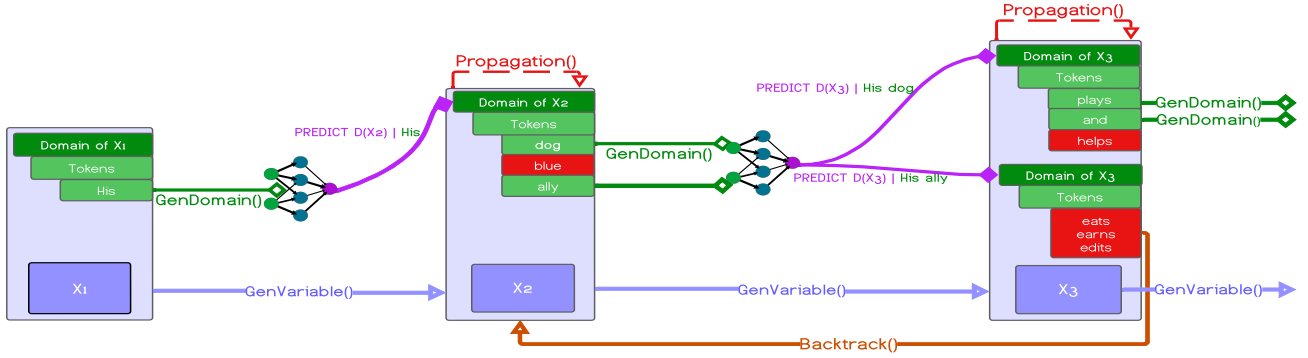 Propagation()
Domain of X3
Tokens
plays
and
helps
GenDomain()
GenDomain()
PREDICT D(X3) | His dog
Propagation()
Domain of X2
Tokens
dog
blue
ally
GenDomain()
PREDICT D(X2) | His
Domain of X1
Tokens
His
GenDomain()
PREDICT D(X3) | His ally
Domain of X3
Tokens
eats
earns
edits
X1
GenVariable()
X2
GenVariable()
X3
GenVariable()
Backtrack()